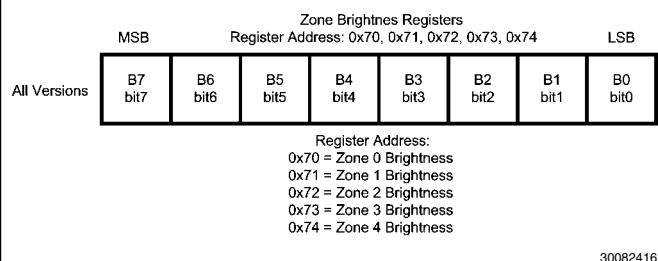 Zone Brightnes Registers
MSB Register Address: 0x70, 0x71, 0x72, 0x73, 0x74 LSB
All Versions B7 B6 B5 B4 B3 B2 B1 B0
bit7 bit6 bit5 bit4 bit3 bit2 bit1 bit0
Register Address:
0x70 = Zone 0 Brightness
0x71 = Zone 1 Brightness
0x72 = Zone 2 Brightness
0x73 = Zone 3 Brightness
0x74 = Zone 4 Brightness
30082416